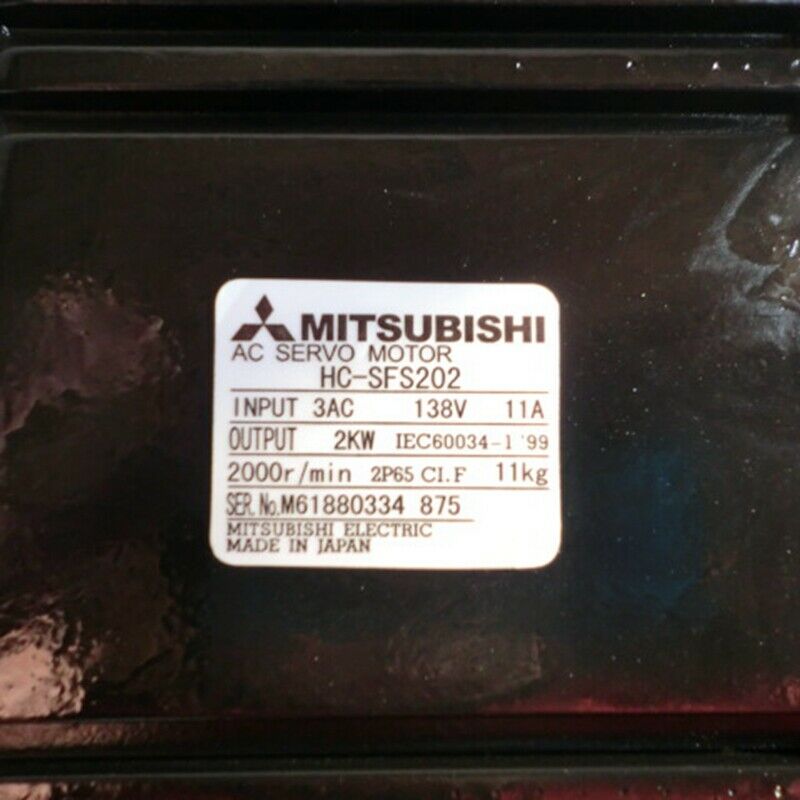 MITSUBISHI
AC SERVO MOTOR
HC-SFS202
INPUT 3AC 138V 11A
OUTPUT 2KW IEC60034-1 '99
2000r/min 2P65 CI.F 11kg
SER.No.M61880334 875
MITSUBISHI ELECTRIC
MADE IN JAPAN